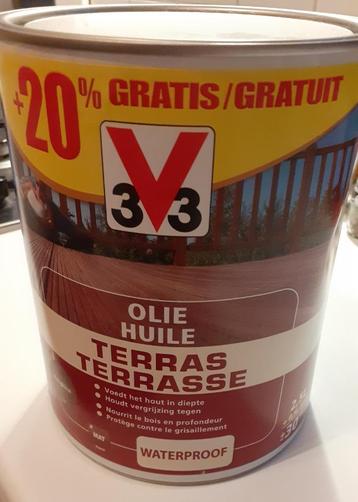 +20% GRATIS/GRATUIT
V
33
OLIE
HUILE
TERRAS
TERRASSE
• Voedt het hout in diepte
• Houdt vergrijzing tegen
• Nourrit le bois en profondeur
• Protège contre le grisaillement
MAT
WATERPROOF